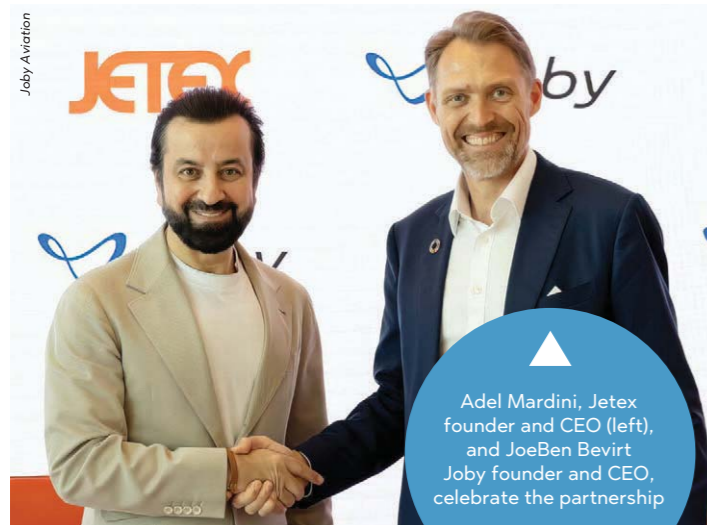 Joby Aviation
JETEX
Joby
Adel Mardini, Jetex
founder and CEO (left),
and JoeBen Bevirt
Joby founder and CEO,
celebrate the partnership